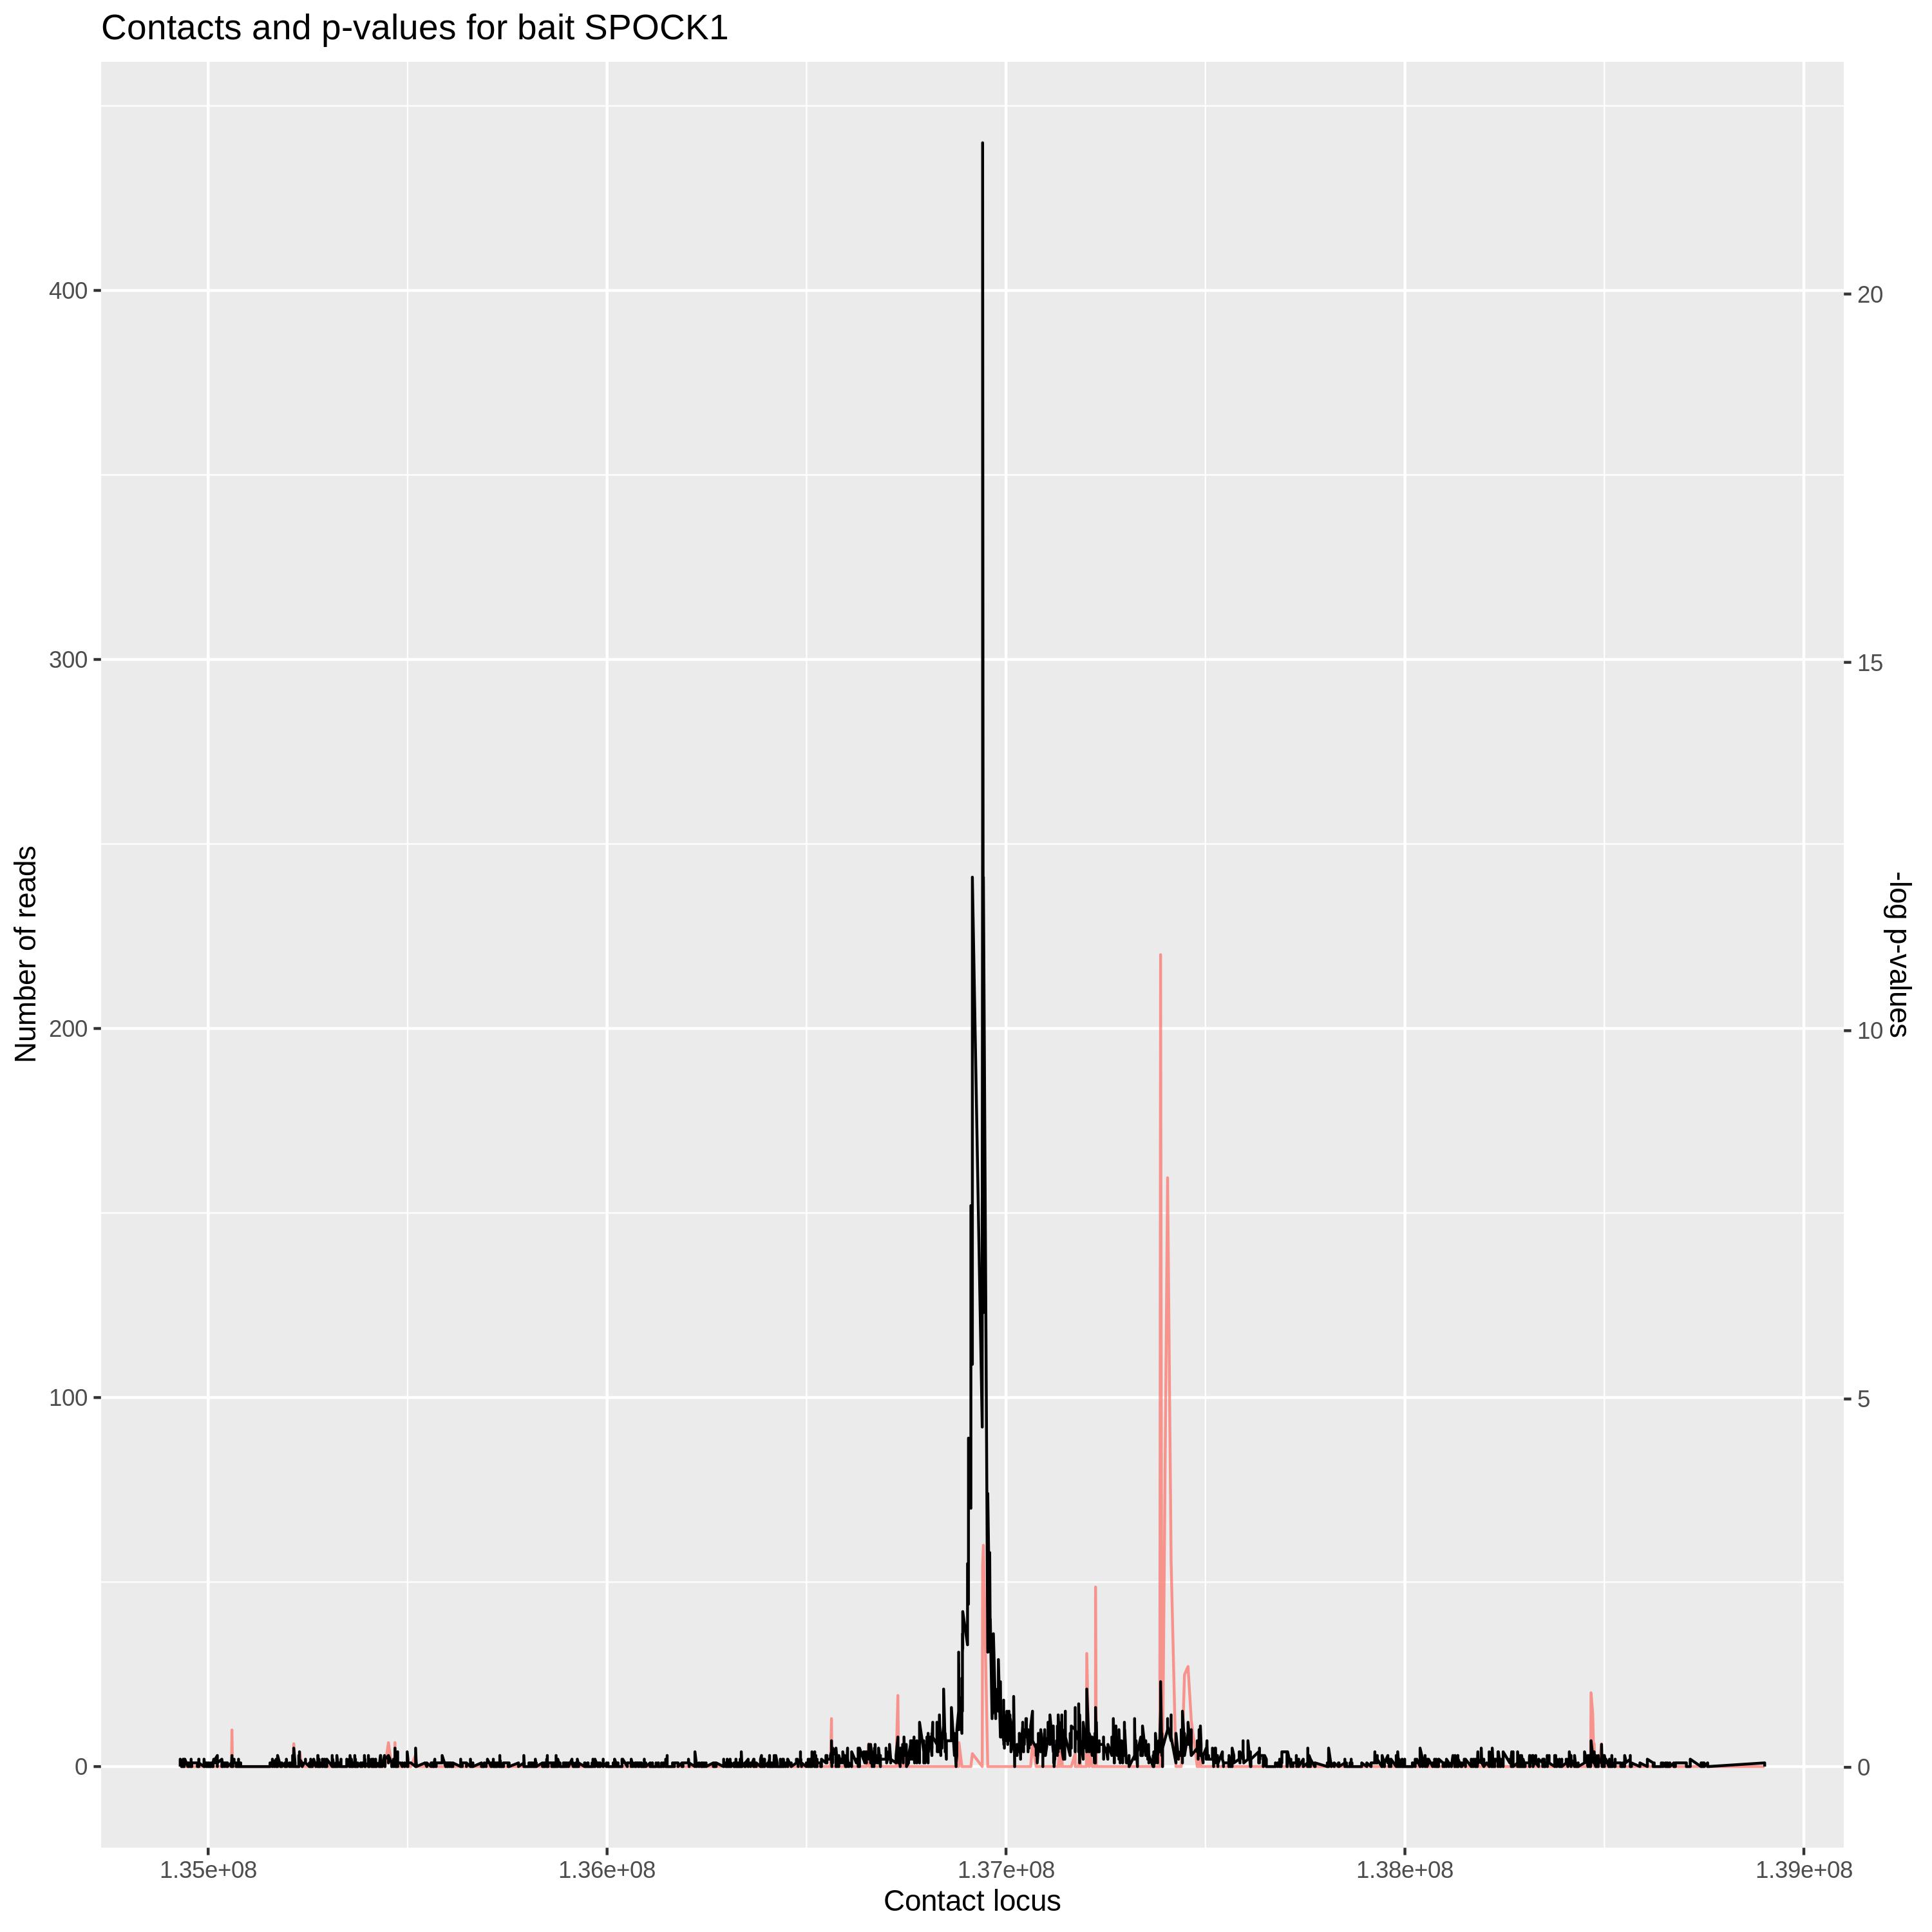 Contacts and p-values for bait SPOCK1
400
300
200
100
0
Number of reads
20
15
10
5
0
-log p-values
1.35e+08 1.36e+08 1.37e+08 1.38e+08 1.39e+08
Contact locus